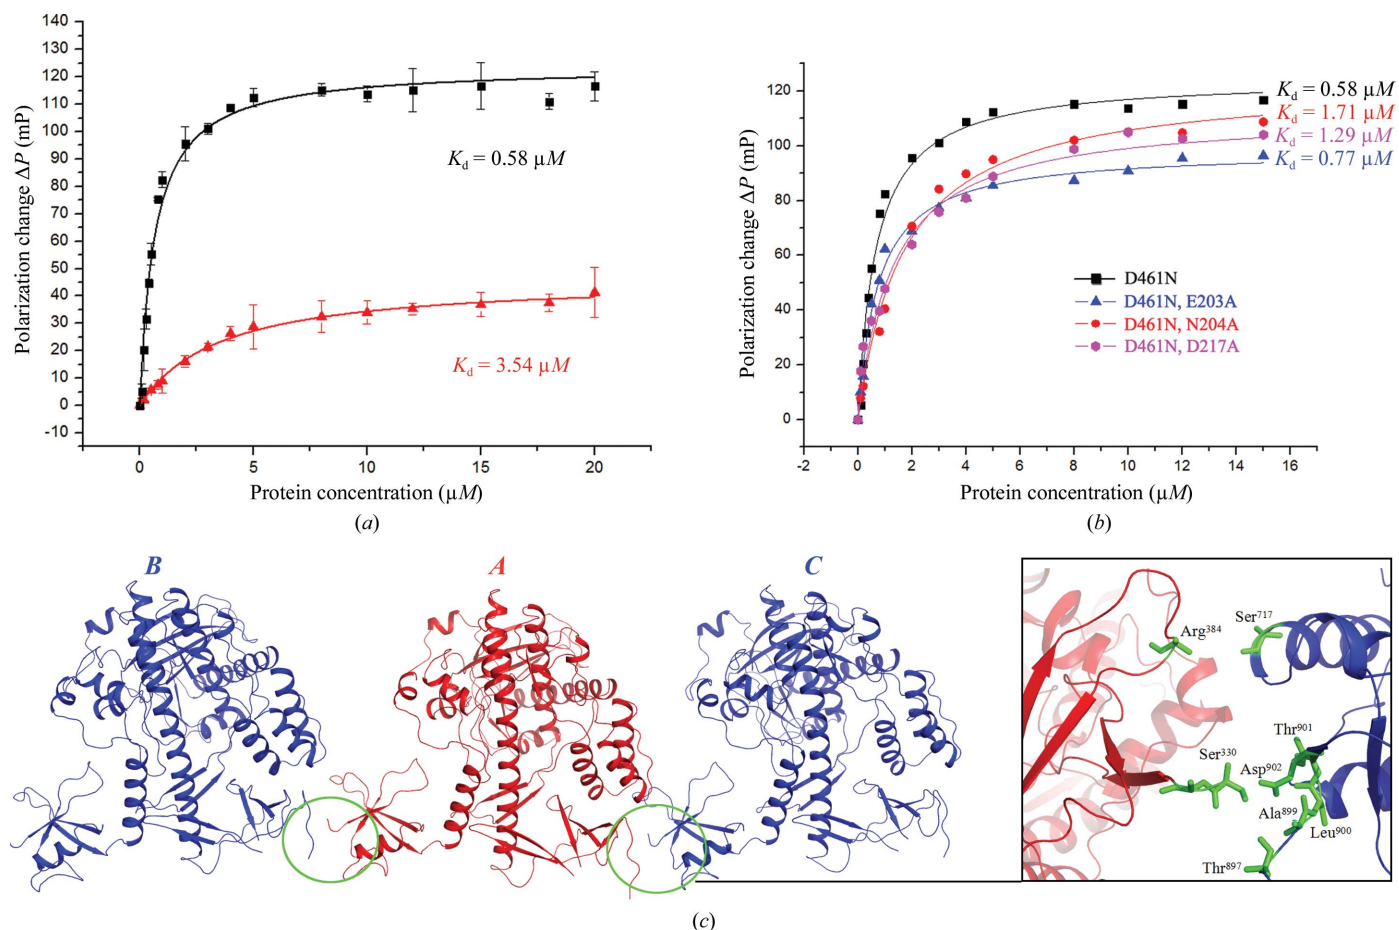 140
130
120
110
100
90
80
70
60
50
40
30
20
10
0
-10
Polarization change ΔP (mP)
Kd = 0.58 µM
Kd = 3.54 µM
0 5 10 15 20
Protein concentration (µM)
(a)
120
100
80
60
40
20
0
Polarization change ΔP (mP)
Kd = 0.58 µM
Kd = 1.71 µM
Kd = 1.29 µM
Kd = 0.77 µM
D461N
D461N, E203A
D461N, N204A
D461N, D217A
-2 0 2 4 6 8 10 12 14 16
Protein concentration (µM)
(b)
B A C
Arg384
Ser717
Thr901
Ser330
Asp902
Ala899
Leu900
Thr897
(c)